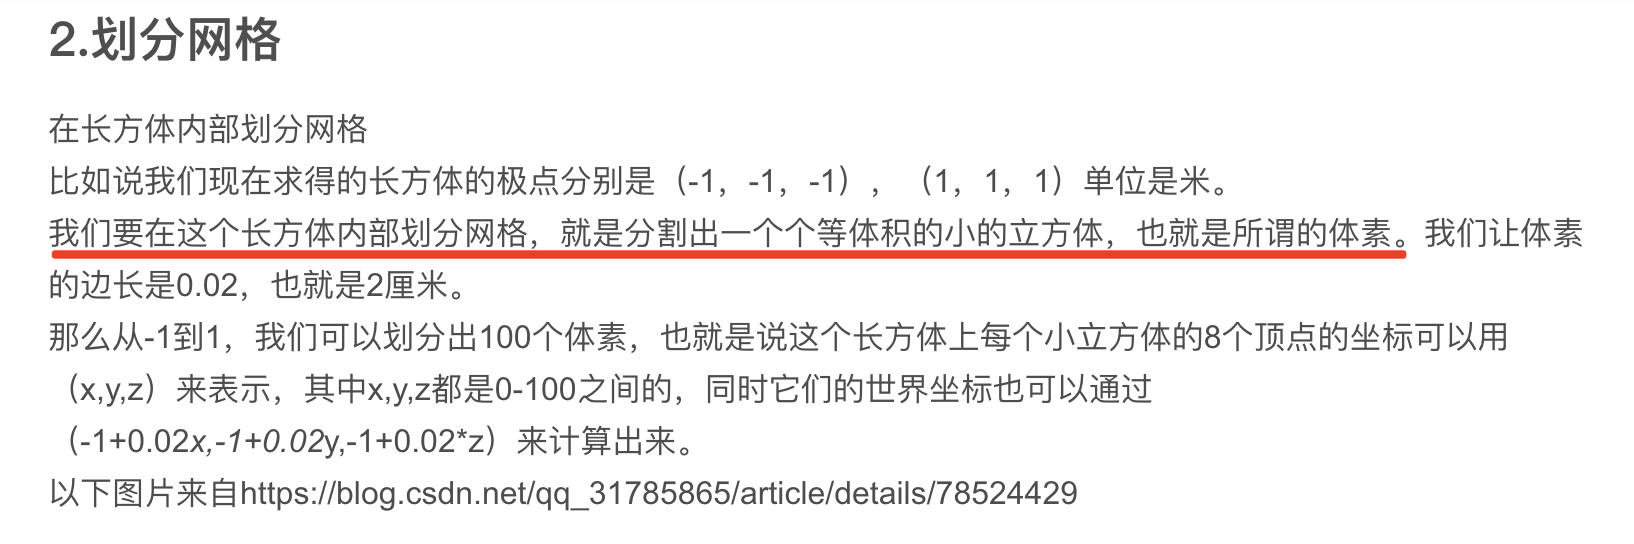 2.划分网格
在长方体内部划分网格
比如说我们现在求得的长方体的极点分别是（-1，-1，-1），（1，1，1）单位是米。
我们要在这个长方体内部划分网格，就是分割出一个个等体积的小的立方体，也就是所谓的体素。我们让体素
的边长是0.02，也就是2厘米。
那么从-1到1，我们可以划分出100个体素，也就是说这个长方体上每个小立方体的8个顶点的坐标可以用
（x,y,z）来表示，其中x,y,z都是0-100之间的，同时它们的世界坐标也可以通过
（-1+0.02x,-1+0.02y,-1+0.02*z）来计算出来。
以下图片来自https://blog.csdn.net/qq_31785865/article/details/78524429